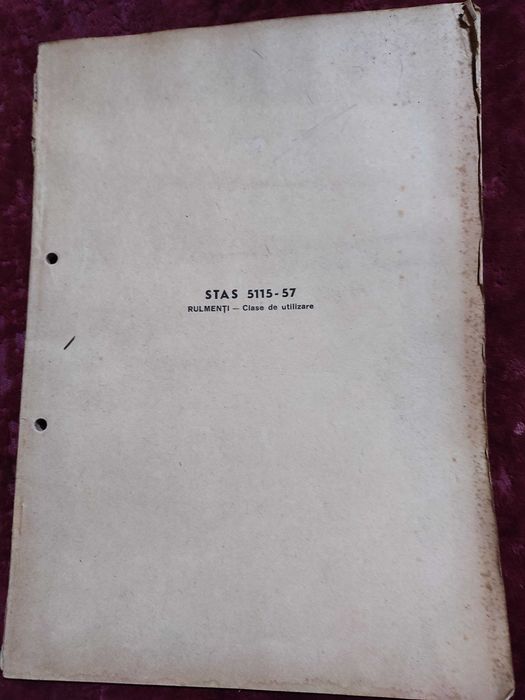 STAS 5115-57
RULMENȚI — Clase de utilizare